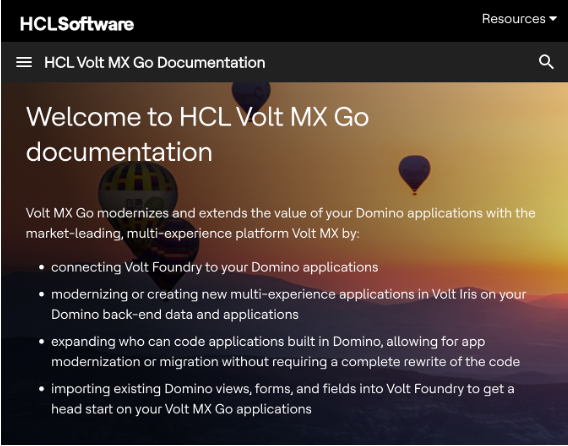 HCLSoftware
Resources
HCL Volt MX Go Documentation
Welcome to HCL Volt MX Go
documentation
Volt MX Go modernizes and extends the value of your Domino applications with the
market-leading, multi-experience platform Volt MX by:
• connecting Volt Foundry to your Domino applications
• modernizing or creating new multi-experience applications in Volt Iris on your
Domino back-end data and applications
• expanding who can code applications built in Domino, allowing for app
modernization or migration without requiring a complete rewrite of the code
• importing existing Domino views, forms, and fields into Volt Foundry to get a
head start on your Volt MX Go applications